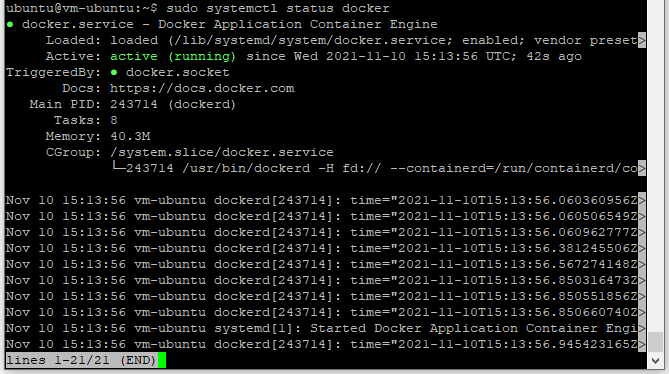 ubuntu@vm-ubuntu:~$ sudo systemctl status docker
● docker.service - Docker Application Container Engine
     Loaded: loaded (/lib/systemd/system/docker.service; enabled; vendor preset>
     Active: active (running) since Wed 2021-11-10 15:13:56 UTC; 42s ago
TriggeredBy: ● docker.socket
       Docs: https://docs.docker.com
   Main PID: 243714 (dockerd)
      Tasks: 8
     Memory: 40.3M
     CGroup: /system.slice/docker.service
             └─243714 /usr/bin/dockerd -H fd:// --containerd=/run/containerd/co>
Nov 10 15:13:56 vm-ubuntu dockerd[243714]: time="2021-11-10T15:13:56.060360956Z>
Nov 10 15:13:56 vm-ubuntu dockerd[243714]: time="2021-11-10T15:13:56.060506549Z>
Nov 10 15:13:56 vm-ubuntu dockerd[243714]: time="2021-11-10T15:13:56.060962777Z>
Nov 10 15:13:56 vm-ubuntu dockerd[243714]: time="2021-11-10T15:13:56.381245506Z>
Nov 10 15:13:56 vm-ubuntu dockerd[243714]: time="2021-11-10T15:13:56.567274148Z>
Nov 10 15:13:56 vm-ubuntu dockerd[243714]: time="2021-11-10T15:13:56.850316473Z>
Nov 10 15:13:56 vm-ubuntu dockerd[243714]: time="2021-11-10T15:13:56.850551856Z>
Nov 10 15:13:56 vm-ubuntu dockerd[243714]: time="2021-11-10T15:13:56.850660740Z>
Nov 10 15:13:56 vm-ubuntu systemd[1]: Started Docker Application Container Engi>
Nov 10 15:13:56 vm-ubuntu dockerd[243714]: time="2021-11-10T15:13:56.945423165Z>
lines 1-21/21 (END)